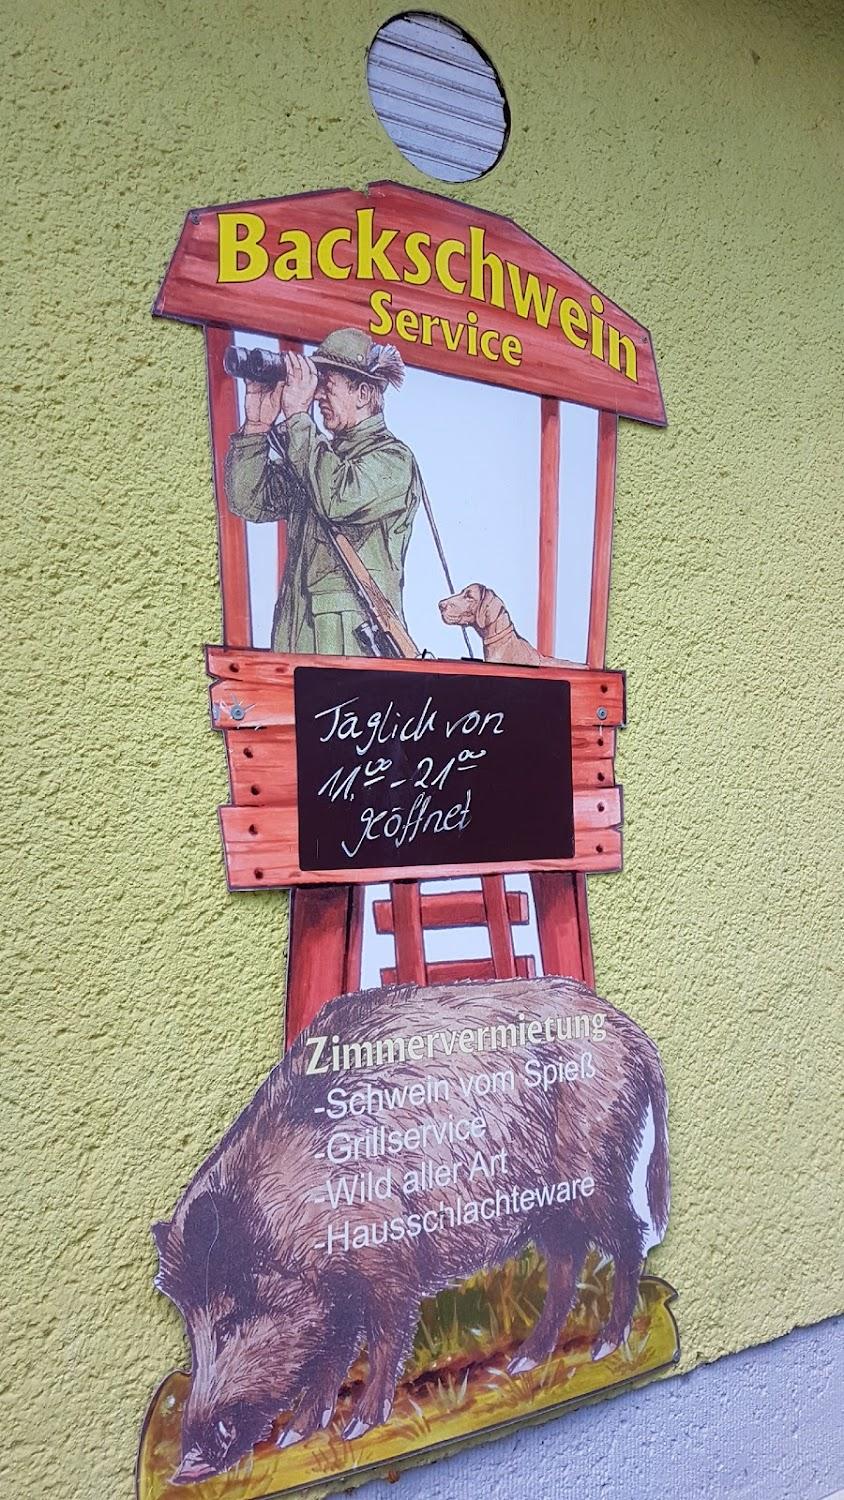 Backschwein
Service
Täglich von
11.00 - 21.00
geöffnet
Zimmervermietung
-Schwein vom Spieß
-Grillservice
-Wild aller Art
-Hausschlachteware